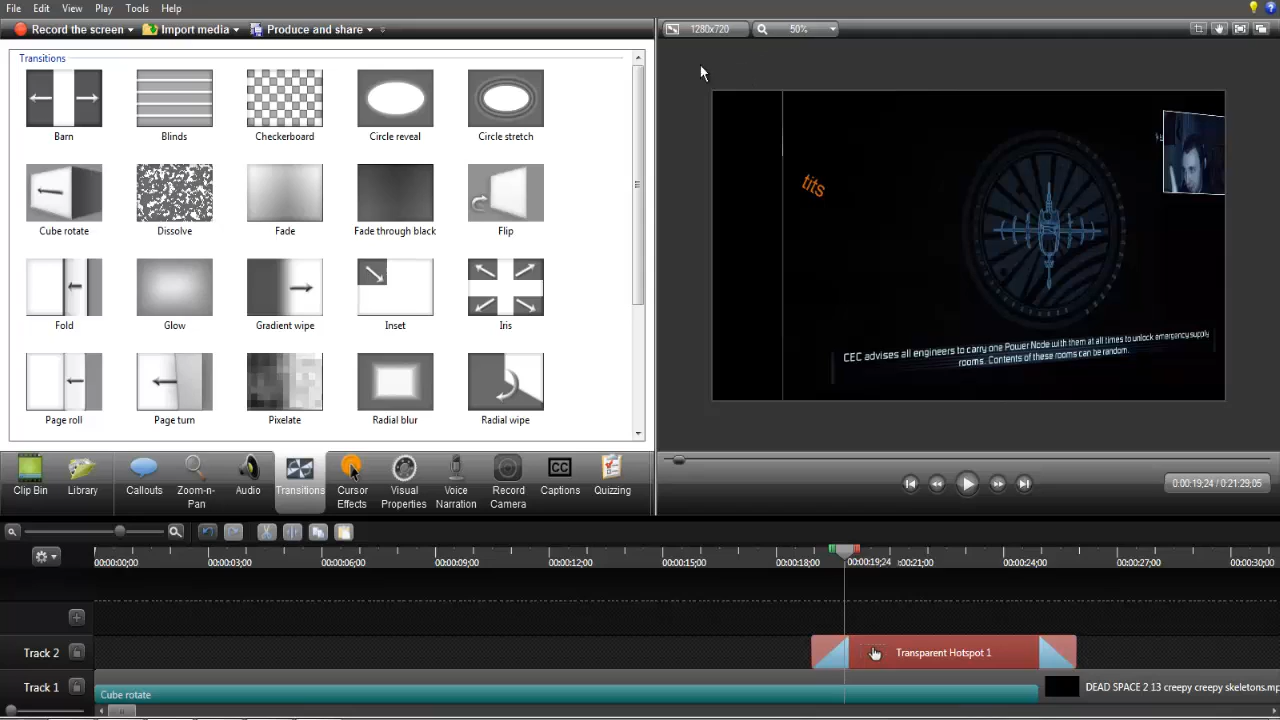 File Edit View Play Tools Help
Record the screen Import media Produce and share
1280x720 50%
Transitions
Barn Blinds Checkerboard Circle reveal Circle stretch
Cube rotate Dissolve Fade Fade through black Flip
Fold Glow Gradient wipe Inset Iris
Page roll Page turn Pixelate Radial blur Radial wipe
tits
CEC advises all engineers to carry one Power Node with them at all times to unlock emergency supply
rooms. Contents of these rooms can be random.
Clip Bin Library Callouts Zoom-n-Pan Audio Transitions Cursor Effects Visual Properties Voice Narration Record Camera CC Captions Quizzing
0:00:19;24 / 0:21:29;05
00:00:00;00 00:00:03;00 00:00:06;00 00:00:09;00 00:00:12;00 00:00:15;00 00:00:18;00 00:00:19;24 :00:21;00 00:00:24;00 00:00:27;00 00:00:30;00
Track 2 Transparent Hotspot 1
Track 1 Cube rotate DEAD SPACE 2 13 creepy creepy skeletons.mp